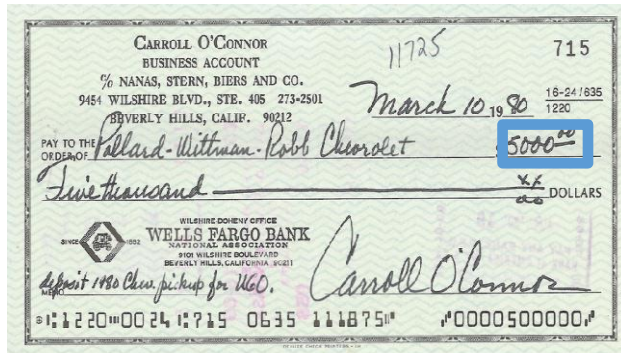 CARROLL O'CONNOR 11725 715
BUSINESS ACCOUNT
% NANAS, STERN, BIERS AND CO.
9454 WILSHIRE BLVD., STE. 405 273-2501 March 10 1980 16-24/635
BEVERLY HILLS, CALIF. 90212 1220
PAY TO THE
ORDER OF Pollard-Wittman-Robb Chevrolet 5000 00
Five thousand xx/00 DOLLARS
WILSHIRE-DOHENY OFFICE
SINCE 1852 WELLS FARGO BANK
NATIONAL ASSOCIATION
9101 WILSHIRE BOULEVARD
BEVERLY HILLS, CALIFORNIA 90211
MEMO deposit 1980 Chev. pickup for Carroll O'Connor
⑆1220⑉0024⑆715 0635 111875⑈ ⑈0000500000⑈